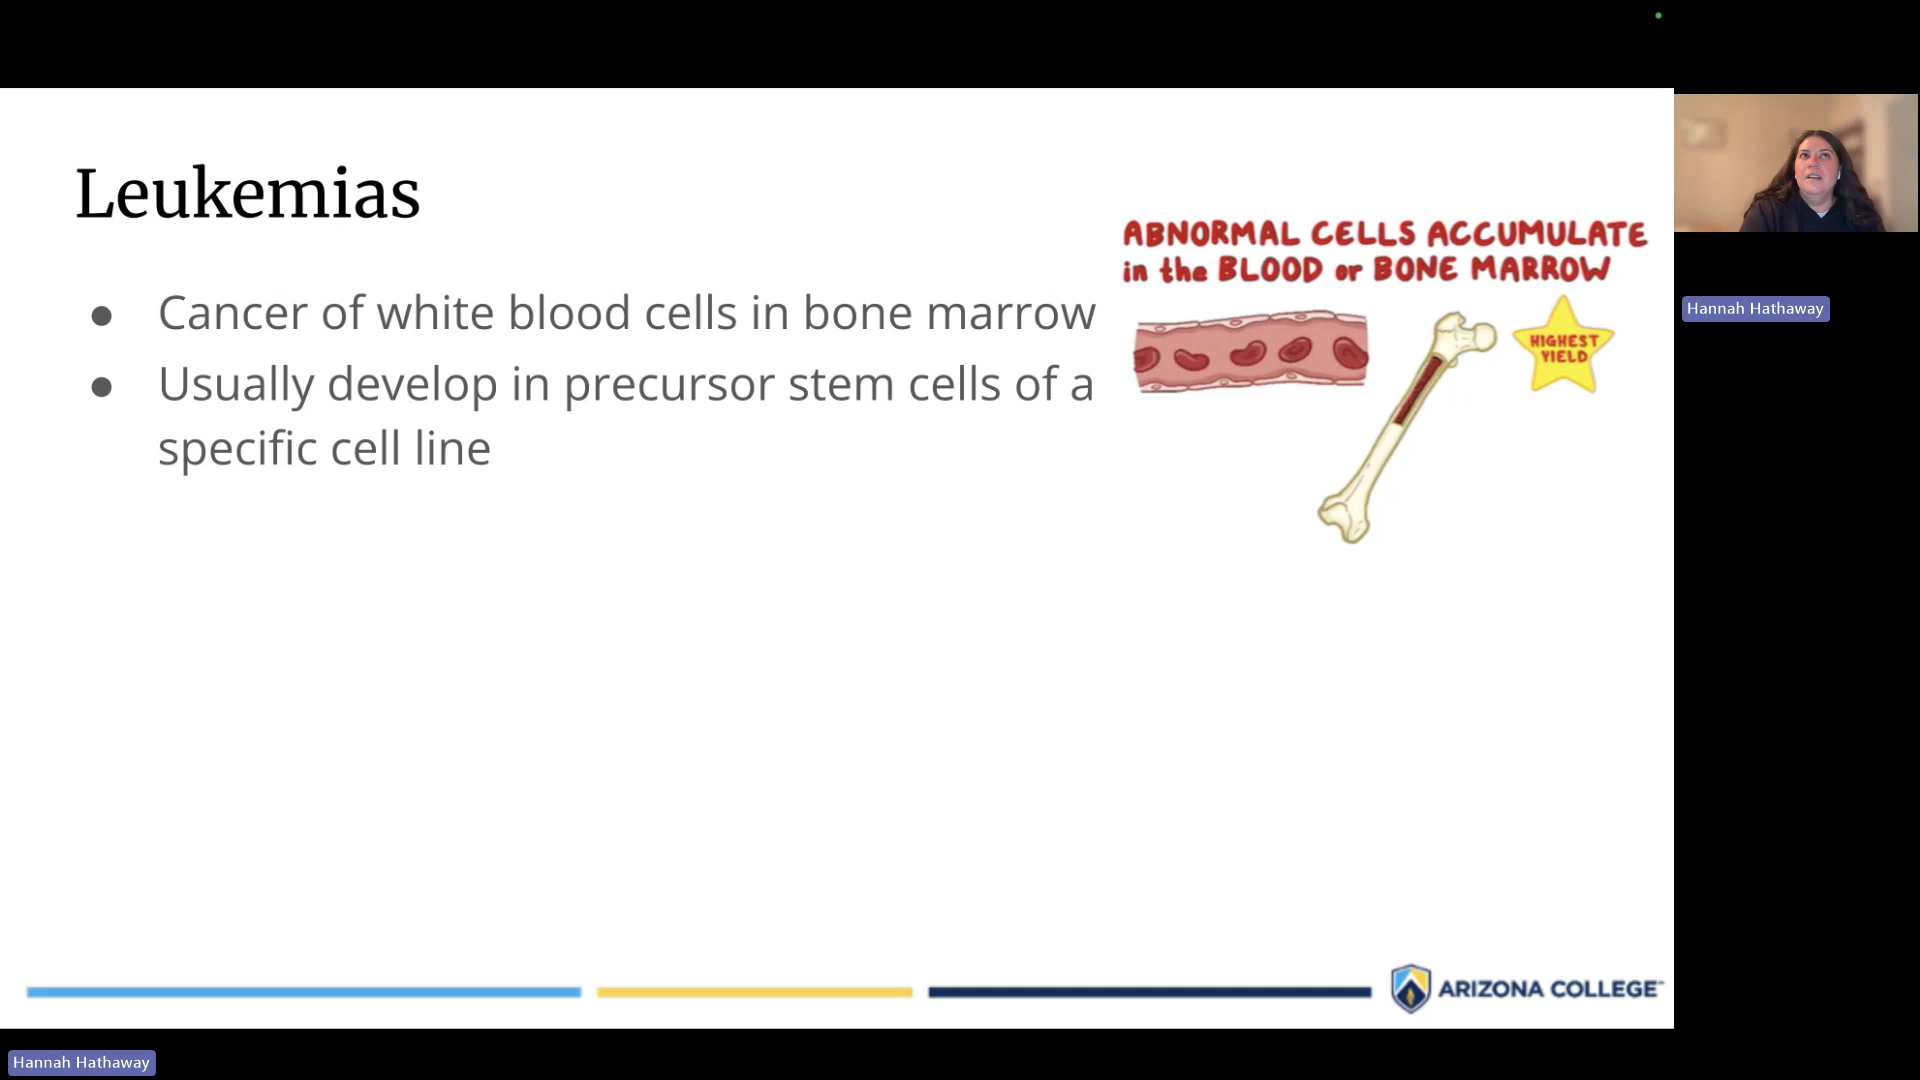 Leukemias
● Cancer of white blood cells in bone marrow
● Usually develop in precursor stem cells of a
specific cell line
ABNORMAL CELLS ACCUMULATE
in the BLOOD or BONE MARROW
HIGHEST
YIELD
ARIZONA COLLEGE
Hannah Hathaway
Hannah Hathaway